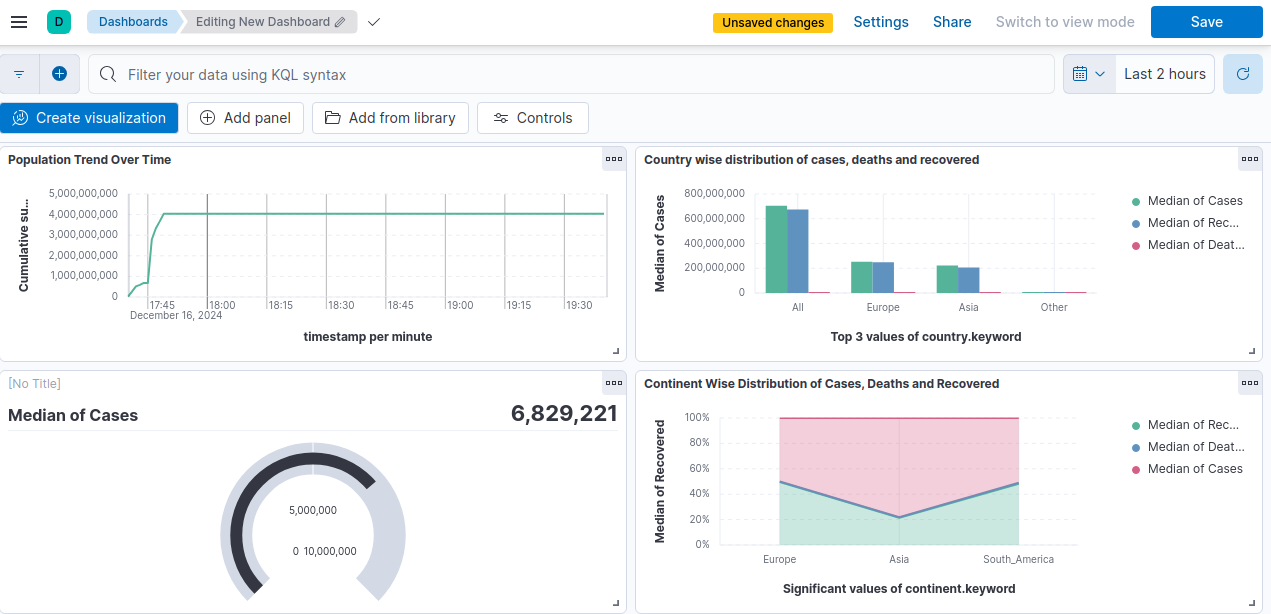 D Dashboards Editing New Dashboard Unsaved changes Settings Share Switch to view mode Save
Filter your data using KQL syntax Last 2 hours
Create visualization Add panel Add from library Controls
Population Trend Over Time
Cumulative su...
5,000,000,000
4,000,000,000
3,000,000,000
2,000,000,000
1,000,000,000
0
17:45 18:00 18:15 18:30 18:45 19:00 19:15 19:30
December 16, 2024
timestamp per minute
Country wise distribution of cases, deaths and recovered
Median of Cases
800,000,000
600,000,000
400,000,000
200,000,000
0
All Europe Asia Other
Top 3 values of country.keyword
Median of Cases
Median of Rec...
Median of Deat...
[No Title]
Median of Cases 6,829,221
5,000,000
0 10,000,000
Continent Wise Distribution of Cases, Deaths and Recovered
Median of Recovered
100%
80%
60%
40%
20%
0%
Europe Asia South_America
Significant values of continent.keyword
Median of Rec...
Median of Deat...
Median of Cases